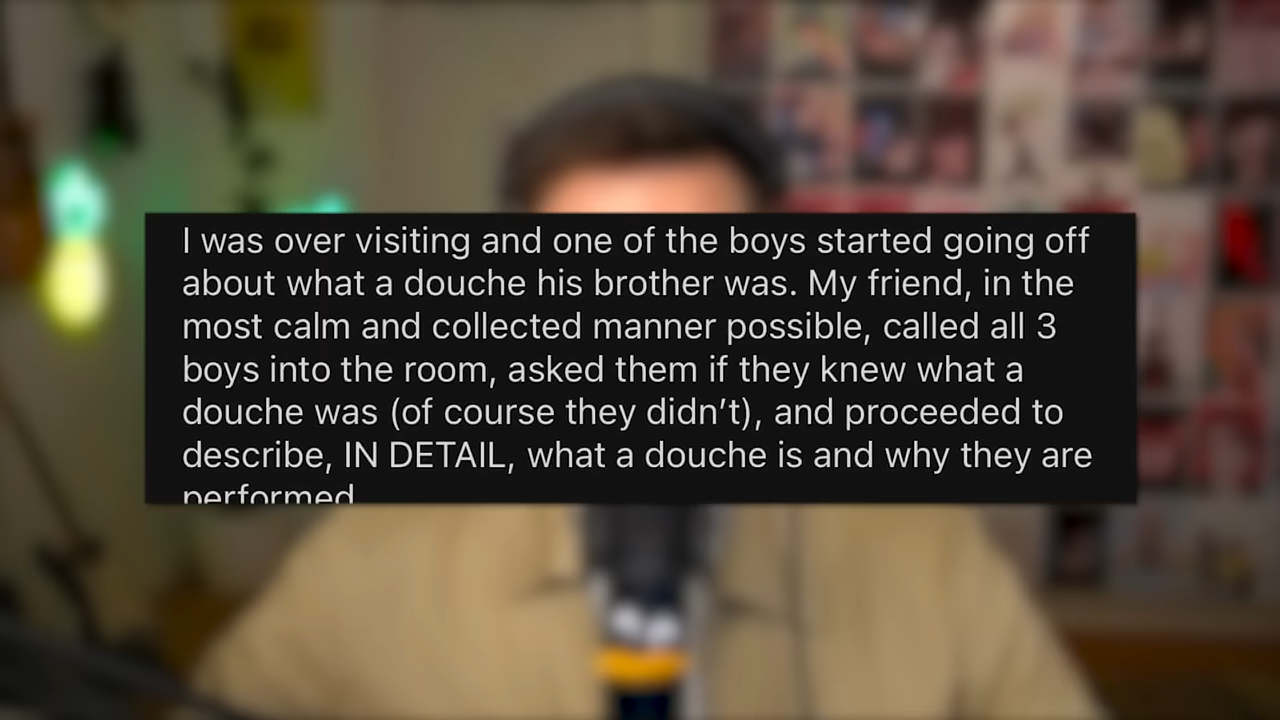 I was over visiting and one of the boys started going off
about what a douche his brother was. My friend, in the
most calm and collected manner possible, called all 3
boys into the room, asked them if they knew what a
douche was (of course they didn’t), and proceeded to
describe, IN DETAIL, what a douche is and why they are
performed